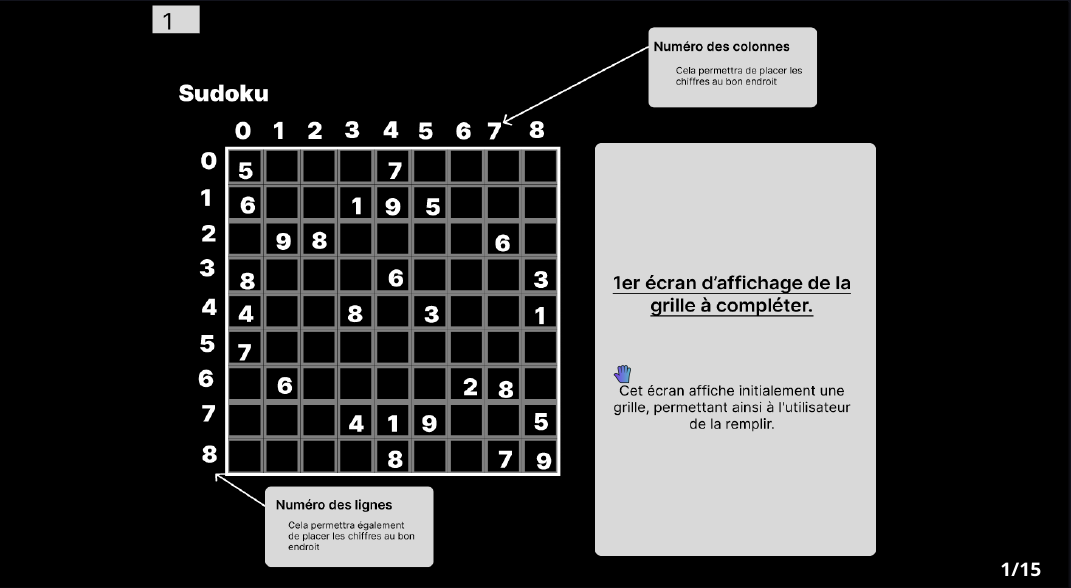 1
Numéro des colonnes
Cela permettra de placer les
chiffres au bon endroit
Sudoku
0 1 2 3 4 5 6 7 8
0 5 7
1 6 1 9 5
2 9 8 6
3 8 6 3
4 4 8 3 1
5 7
6 6 2 8
7 4 1 9 5
8 8 7 9
1er écran d’affichage de la
grille à compléter.
Cet écran affiche initialement une
grille, permettant ainsi à l'utilisateur
de la remplir.
Numéro des lignes
Cela permettra également
de placer les chiffres au bon
endroit
1/15